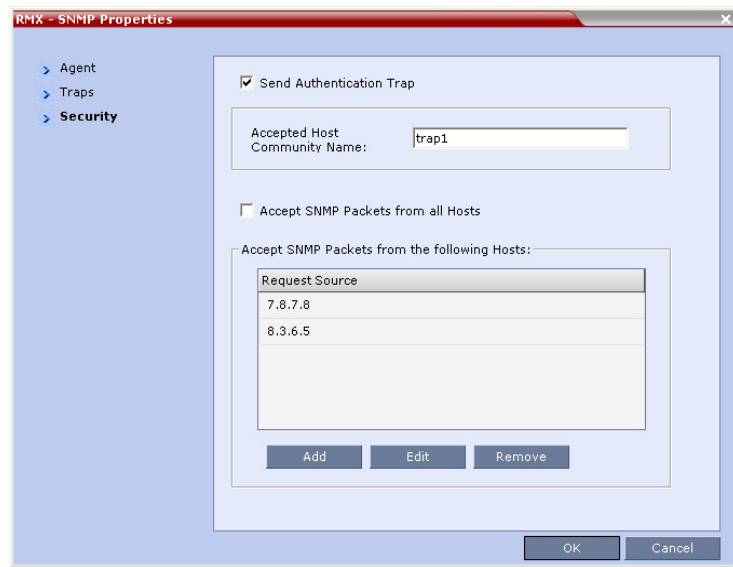 RMX - SNMP Properties
Agent
Traps
Security
Send Authentication Trap
Accepted Host
Community Name:
trap1
Accept SNMP Packets from all Hosts
Accept SNMP Packets from the following Hosts:
Request Source
7.8.7.8
8.3.6.5
Add Edit Remove
OK Cancel